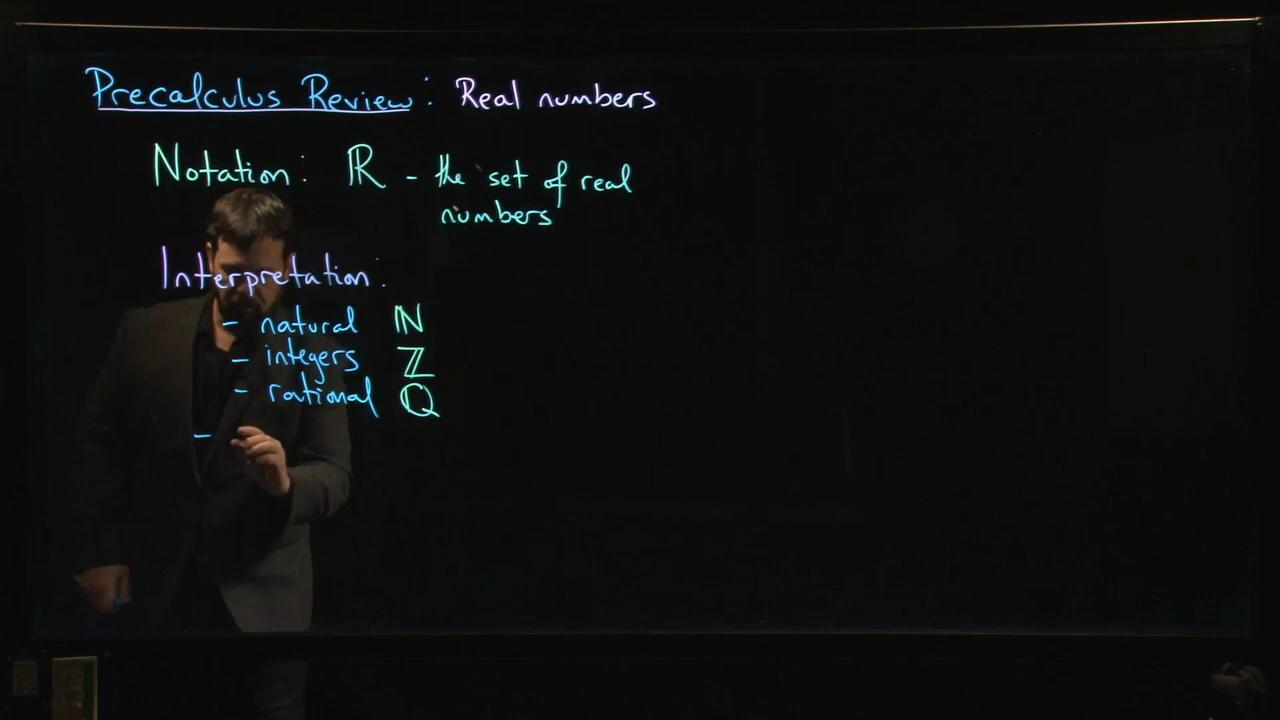 Precalculus Review: Real numbers
Notation: ℝ - the set of real
numbers
Interpretation:
- natural ℕ
- integers ℤ
- rational ℚ
-